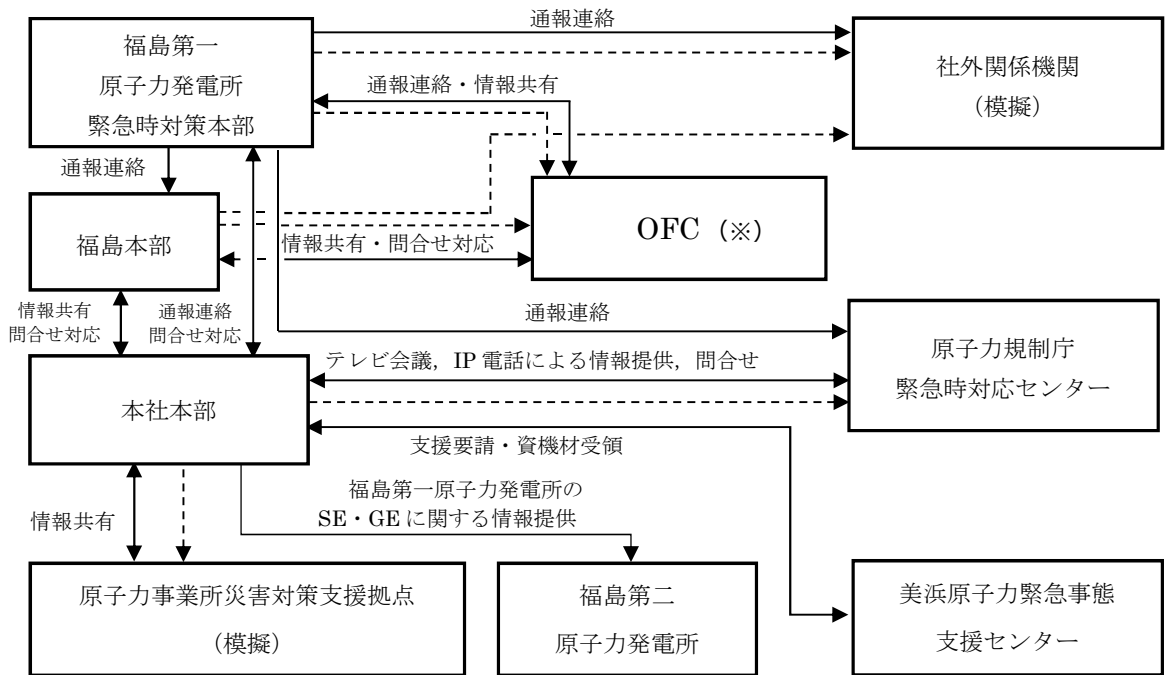 通報連絡
福島第一
原子力発電所
緊急時対策本部
社外関係機関
（模擬）
通報連絡・情報共有
通報連絡
福島本部
OFC（※）
情報共有・問合せ対応
情報共有
問合せ対応
通報連絡
問合せ対応
通報連絡
原子力規制庁
緊急時対応センター
テレビ会議，IP 電話による情報提供，問合せ
本社本部
支援要請・資機材受領
福島第一原子力発電所の
SE・GE に関する情報提供
情報共有
原子力事業所災害対策支援拠点
（模擬）
福島第二
原子力発電所
美浜原子力緊急事態
支援センター